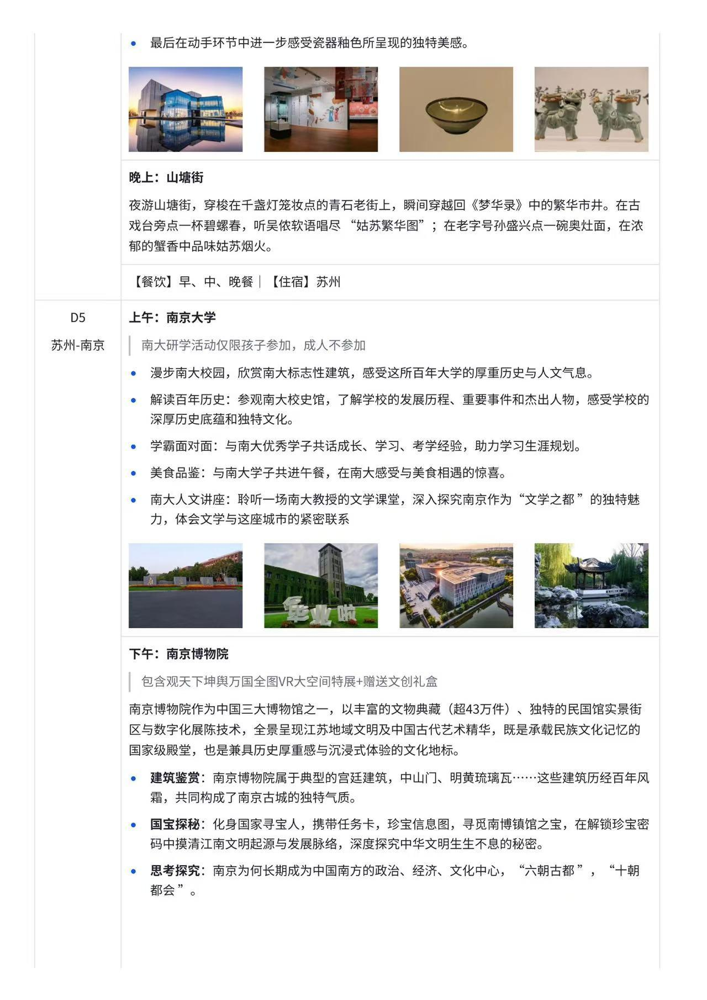 最后在动手环节中进一步感受瓷器釉色所呈现的独特美感。
晚上：山塘街
夜游山塘街，穿梭在千盏灯笼妆点的青石老街上，瞬间穿越回《梦华录》中的繁华市井。在古
戏台旁点一杯碧螺春，听吴侬软语唱尽 “姑苏繁华图”；在老字号孙盛兴点一碗奥灶面，在浓
郁的蟹香中品味姑苏烟火。
【餐饮】早、中、晚餐｜【住宿】苏州
D5
苏州-南京
上午：南京大学
南大研学活动仅限孩子参加，成人不参加
漫步南大校园，欣赏南大标志性建筑，感受这所百年大学的厚重历史与人文气息。
解读百年历史：参观南大校史馆，了解学校的发展历程、重要事件和杰出人物，感受学校的
深厚历史底蕴和独特文化。
学霸面对面：与南大优秀学子共话成长、学习、考学经验，助力学习生涯规划。
美食品鉴：与南大学子共进午餐，在南大感受与美食相遇的惊喜。
南大人文讲座：聆听一场南大教授的文学课堂，深入探究南京作为“文学之都 ”的独特魅
力，体会文学与这座城市的紧密联系
毕业啦
下午：南京博物院
包含观天下坤舆万国全图VR大空间特展+赠送文创礼盒
南京博物院作为中国三大博物馆之一，以丰富的文物典藏（超43万件）、独特的民国馆实景街
区与数字化展陈技术，全景呈现江苏地域文明及中国古代艺术精华，既是承载民族文化记忆的
国家级殿堂，也是兼具历史厚重感与沉浸式体验的文化地标。
建筑鉴赏：南京博物院属于典型的宫廷建筑，中山门、明黄琉璃瓦……这些建筑历经百年风
霜，共同构成了南京古城的独特气质。
国宝探秘：化身国家寻宝人，携带任务卡，珍宝信息图，寻觅南博镇馆之宝，在解锁珍宝密
码中摸清江南文明起源与发展脉络，深度探究中华文明生生不息的秘密。
思考探究：南京为何长期成为中国南方的政治、经济、文化中心，“六朝古都 ”，“十朝
都会 ”。